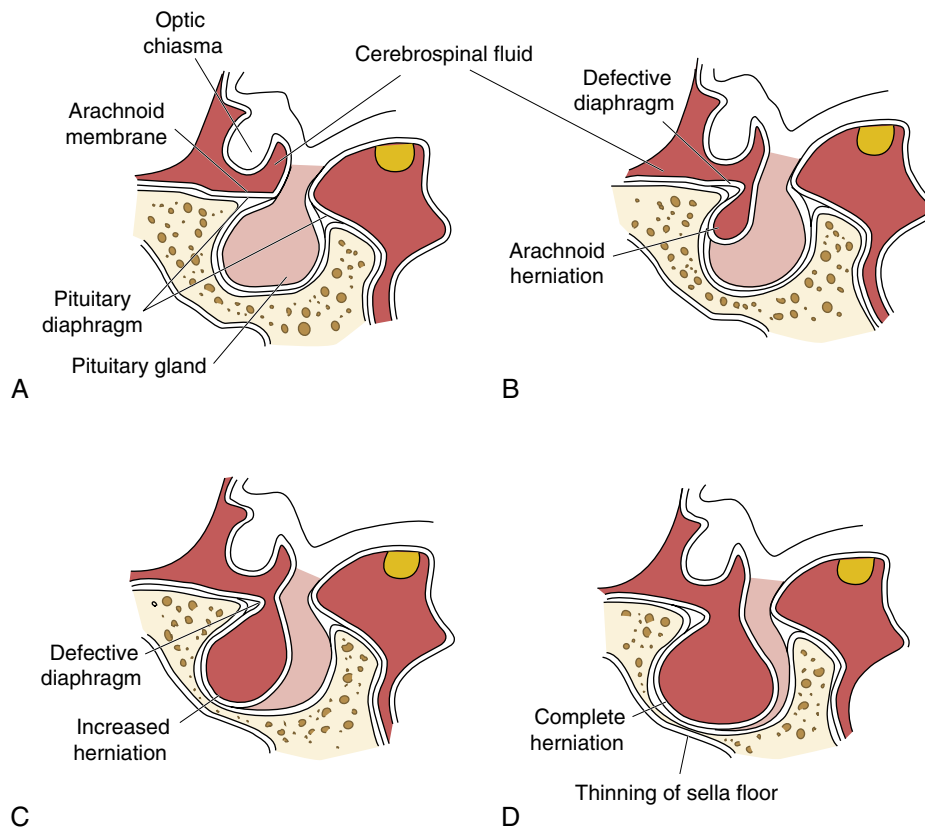 Optic
chiasma
Cerebrospinal fluid
Arachnoid
membrane
Pituitary
diaphragm
Pituitary gland
A
Defective
diaphragm
Arachnoid
herniation
B
Defective
diaphragm
Increased
herniation
C
Complete
herniation
Thinning of sella floor
D